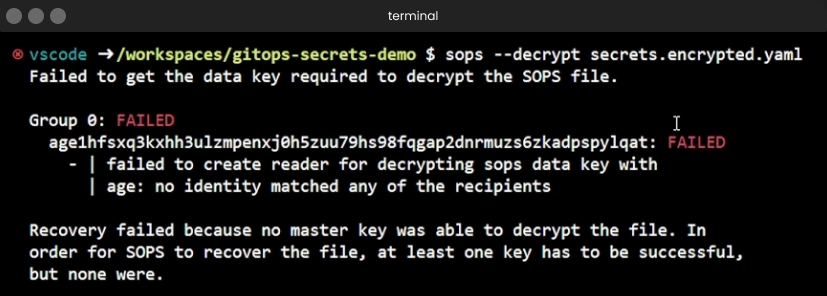 terminal
⊗ vscode ➜/workspaces/gitops-secrets-demo $ sops --decrypt secrets.encrypted.yaml
Failed to get the data key required to decrypt the SOPS file.
Group 0: FAILED
age1hfsxq3kxhh3ulzmpenxj0h5zuu79hs98fqgap2dnrmuzs6zkadpspylqat: FAILED
- | failed to create reader for decrypting sops data key with
| age: no identity matched any of the recipients
Recovery failed because no master key was able to decrypt the file. In
order for SOPS to recover the file, at least one key has to be successful,
but none were.